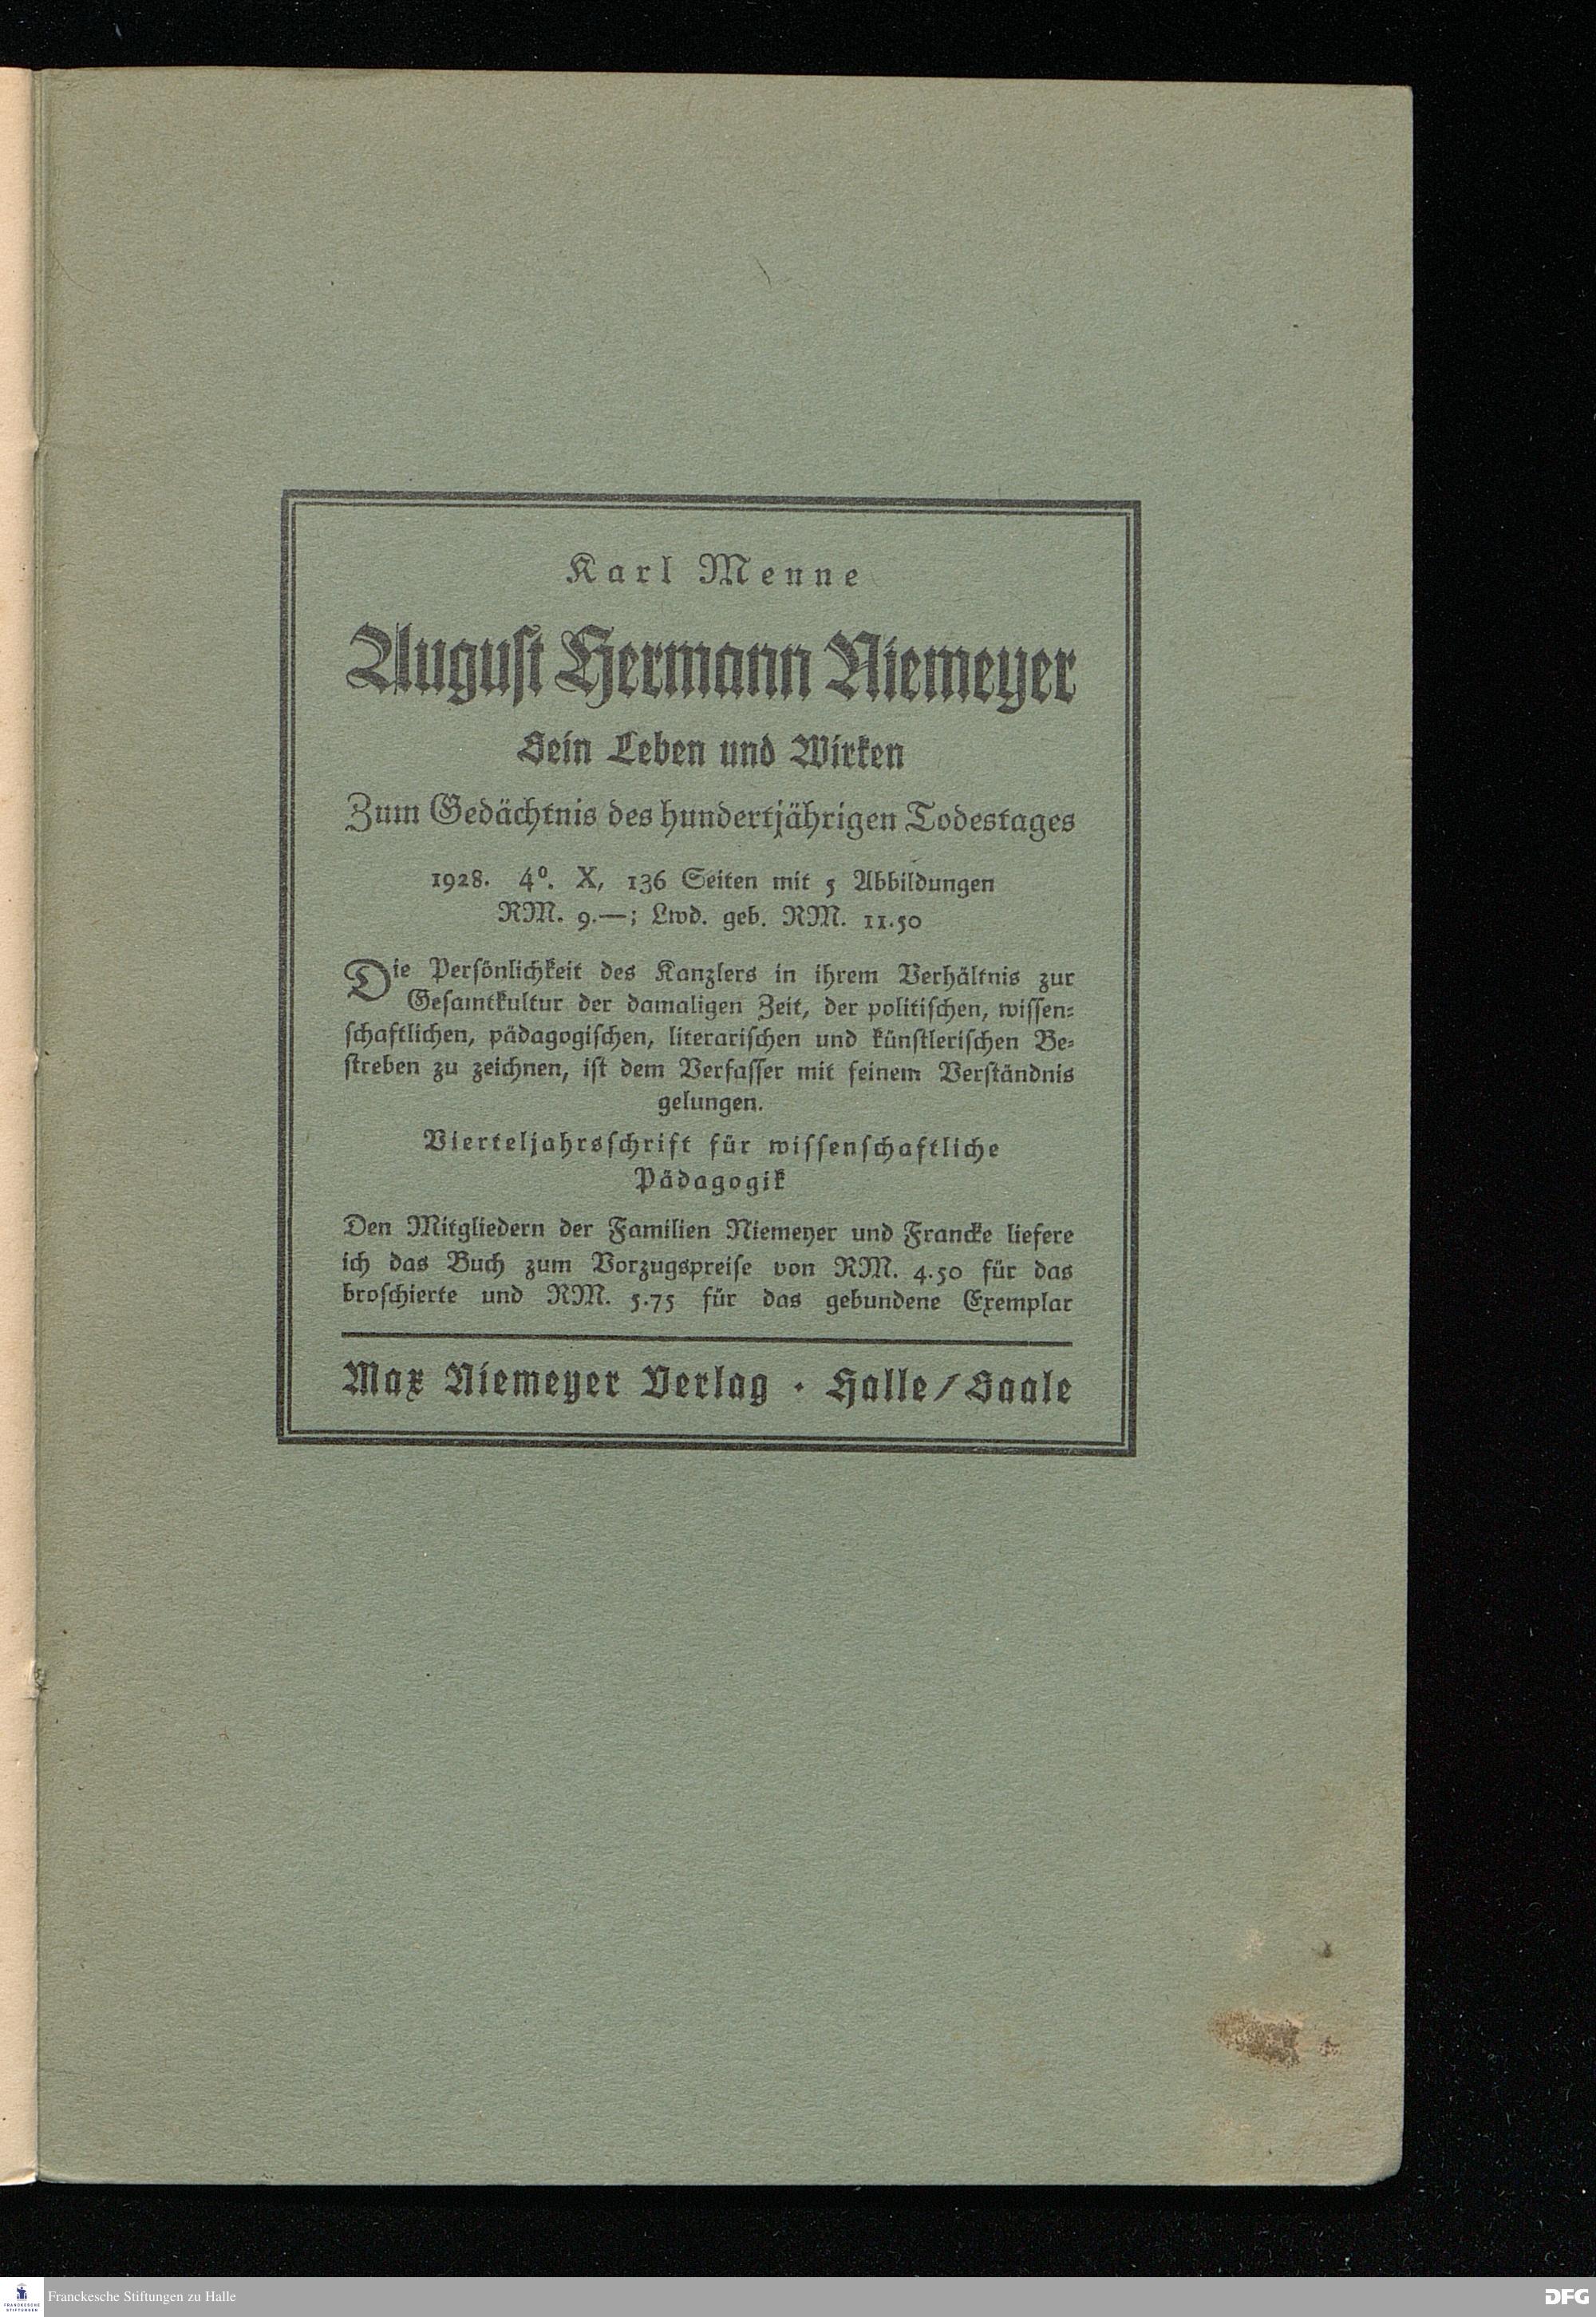 Karl Menne
August Hermann Niemeyer
Sein Leben und Wirken
Zum Gedächtnis des hundertjährigen Todestages
1928. 4⁰. X, 136 Seiten mit 5 Abbildungen
RM. 9.—; Lwd. geb. RM. 11.50
Die Persönlichkeit des Kanzlers in ihrem Verhältnis zur
Gesamtkultur der damaligen Zeit, der politischen, wissen-
schaftlichen, pädagogischen, literarischen und künstlerischen Be-
streben zu zeichnen, ist dem Verfasser mit feinem Verständnis
gelungen.
Vierteljahrsschrift für wissenschaftliche
Pädagogik
Den Mitgliedern der Familien Niemeyer und Francke liefere
ich das Buch zum Vorzugspreise von RM. 4.50 für das
broschierte und RM. 5.75 für das gebundene Exemplar
Max Niemeyer Verlag · Halle/Saale
FRANCKESCHE
STIFTUNGEN
Franckesche Stiftungen zu Halle
DFG